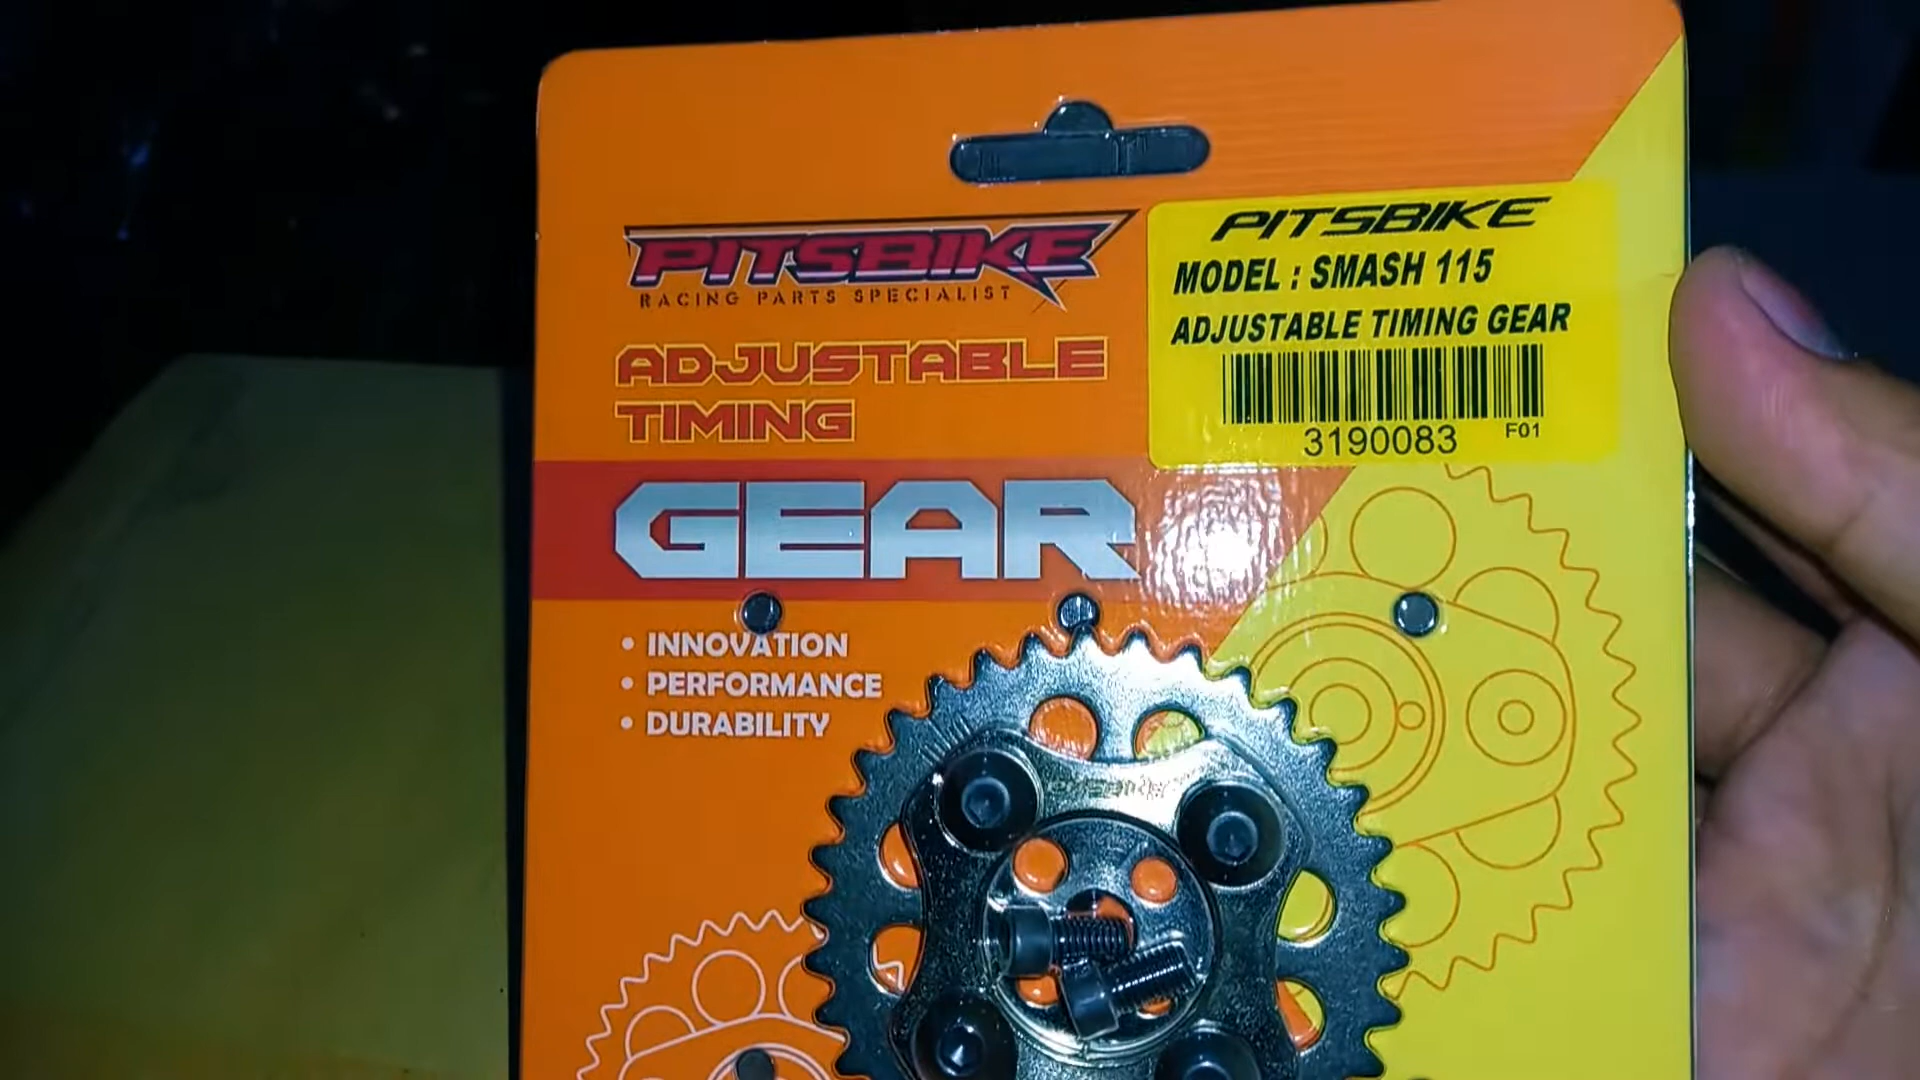 PITSBIKE
RACING PARTS SPECIALIST
ADJUSTABLE
TIMING
GEAR
• INNOVATION
• PERFORMANCE
• DURABILITY
PITSBIKE
MODEL : SMASH 115
ADJUSTABLE TIMING GEAR
3190083 F01
PITSBIKE